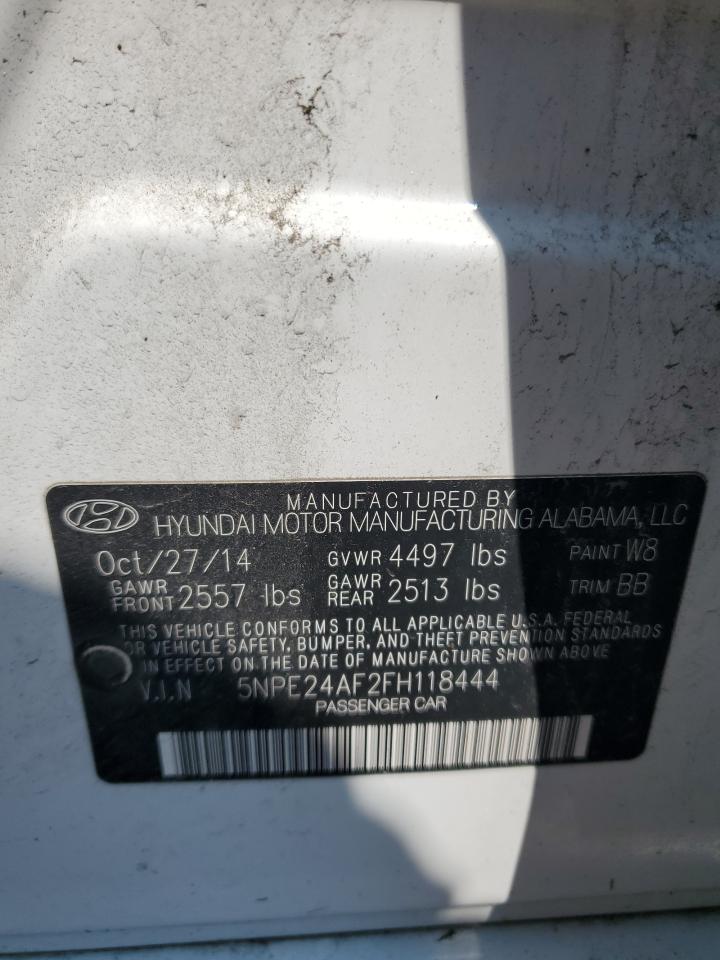 MANUFACTURED BY
HYUNDAI MOTOR MANUFACTURING ALABAMA, LLC
Oct/27/14 GVWR 4497 lbs PAINT W8
GAWR FRONT 2557 lbs GAWR REAR 2513 lbs TRIM BB
THIS VEHICLE CONFORMS TO ALL APPLICABLE U.S.A. FEDERAL
OR VEHICLE SAFETY, BUMPER, AND THEFT PREVENTION STANDARDS
IN EFFECT ON THE DATE OF MANUFACTURE SHOWN ABOVE
V.I.N 5NPE24AF2FH118444
PASSENGER CAR